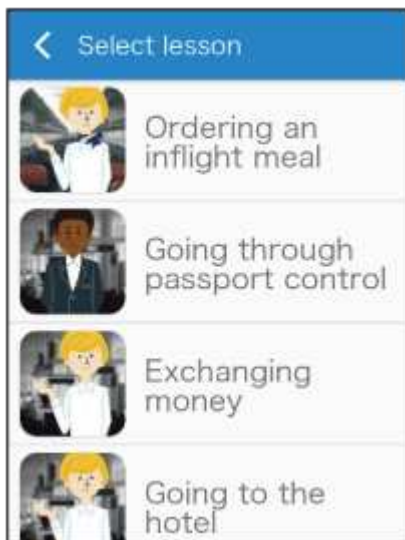 Select lesson
Ordering an
inflight meal
Going through
passport control
Exchanging
money
Going to the
hotel